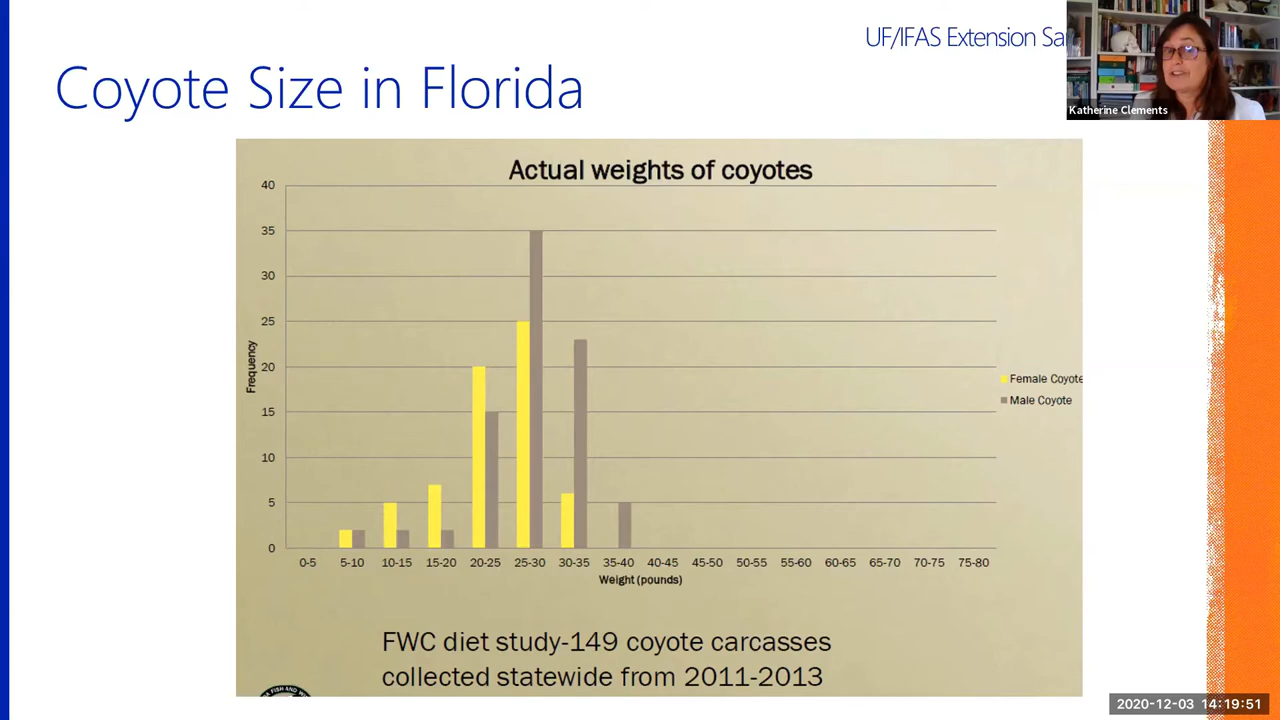 UF/IFAS Extension
Katherine Clements
Coyote Size in Florida
Actual weights of coyotes
40
35
30
25
20
15
10
5
0
Frequency
0-5 5-10 10-15 15-20 20-25 25-30 30-35 35-40 40-45 45-50 50-55 55-60 60-65 65-70 70-75 75-80
Weight (pounds)
Female Coyote
Male Coyote
FWC diet study-149 coyote carcasses
collected statewide from 2011-2013
FISH AND
2020-12-03 14:19:51